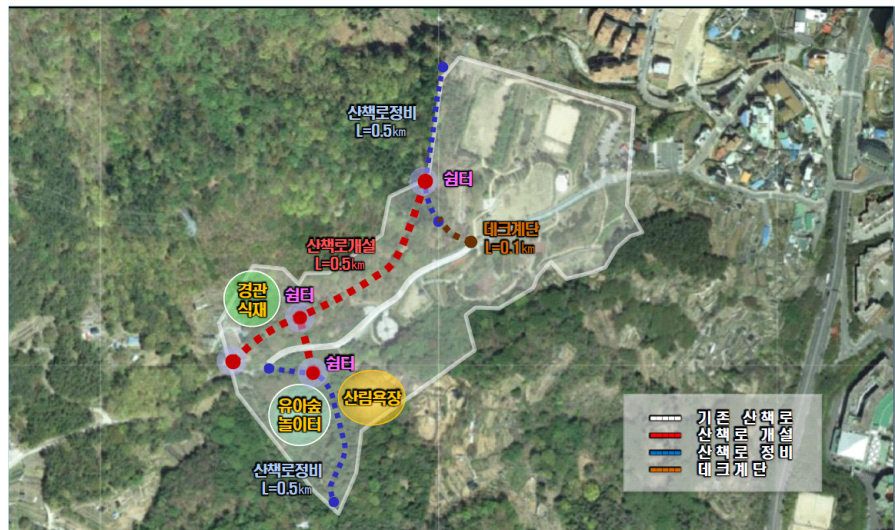 산책로정비
L=0.5km
쉼터
데크계단
L=0.1km
산책로개설
L=0.5km
경관
식재
쉼터
쉼터
산림욕장
유아숲
놀이터
산책로정비
L=0.5km
기존 산책로
산책로 개설
산책로 정비
데크계단